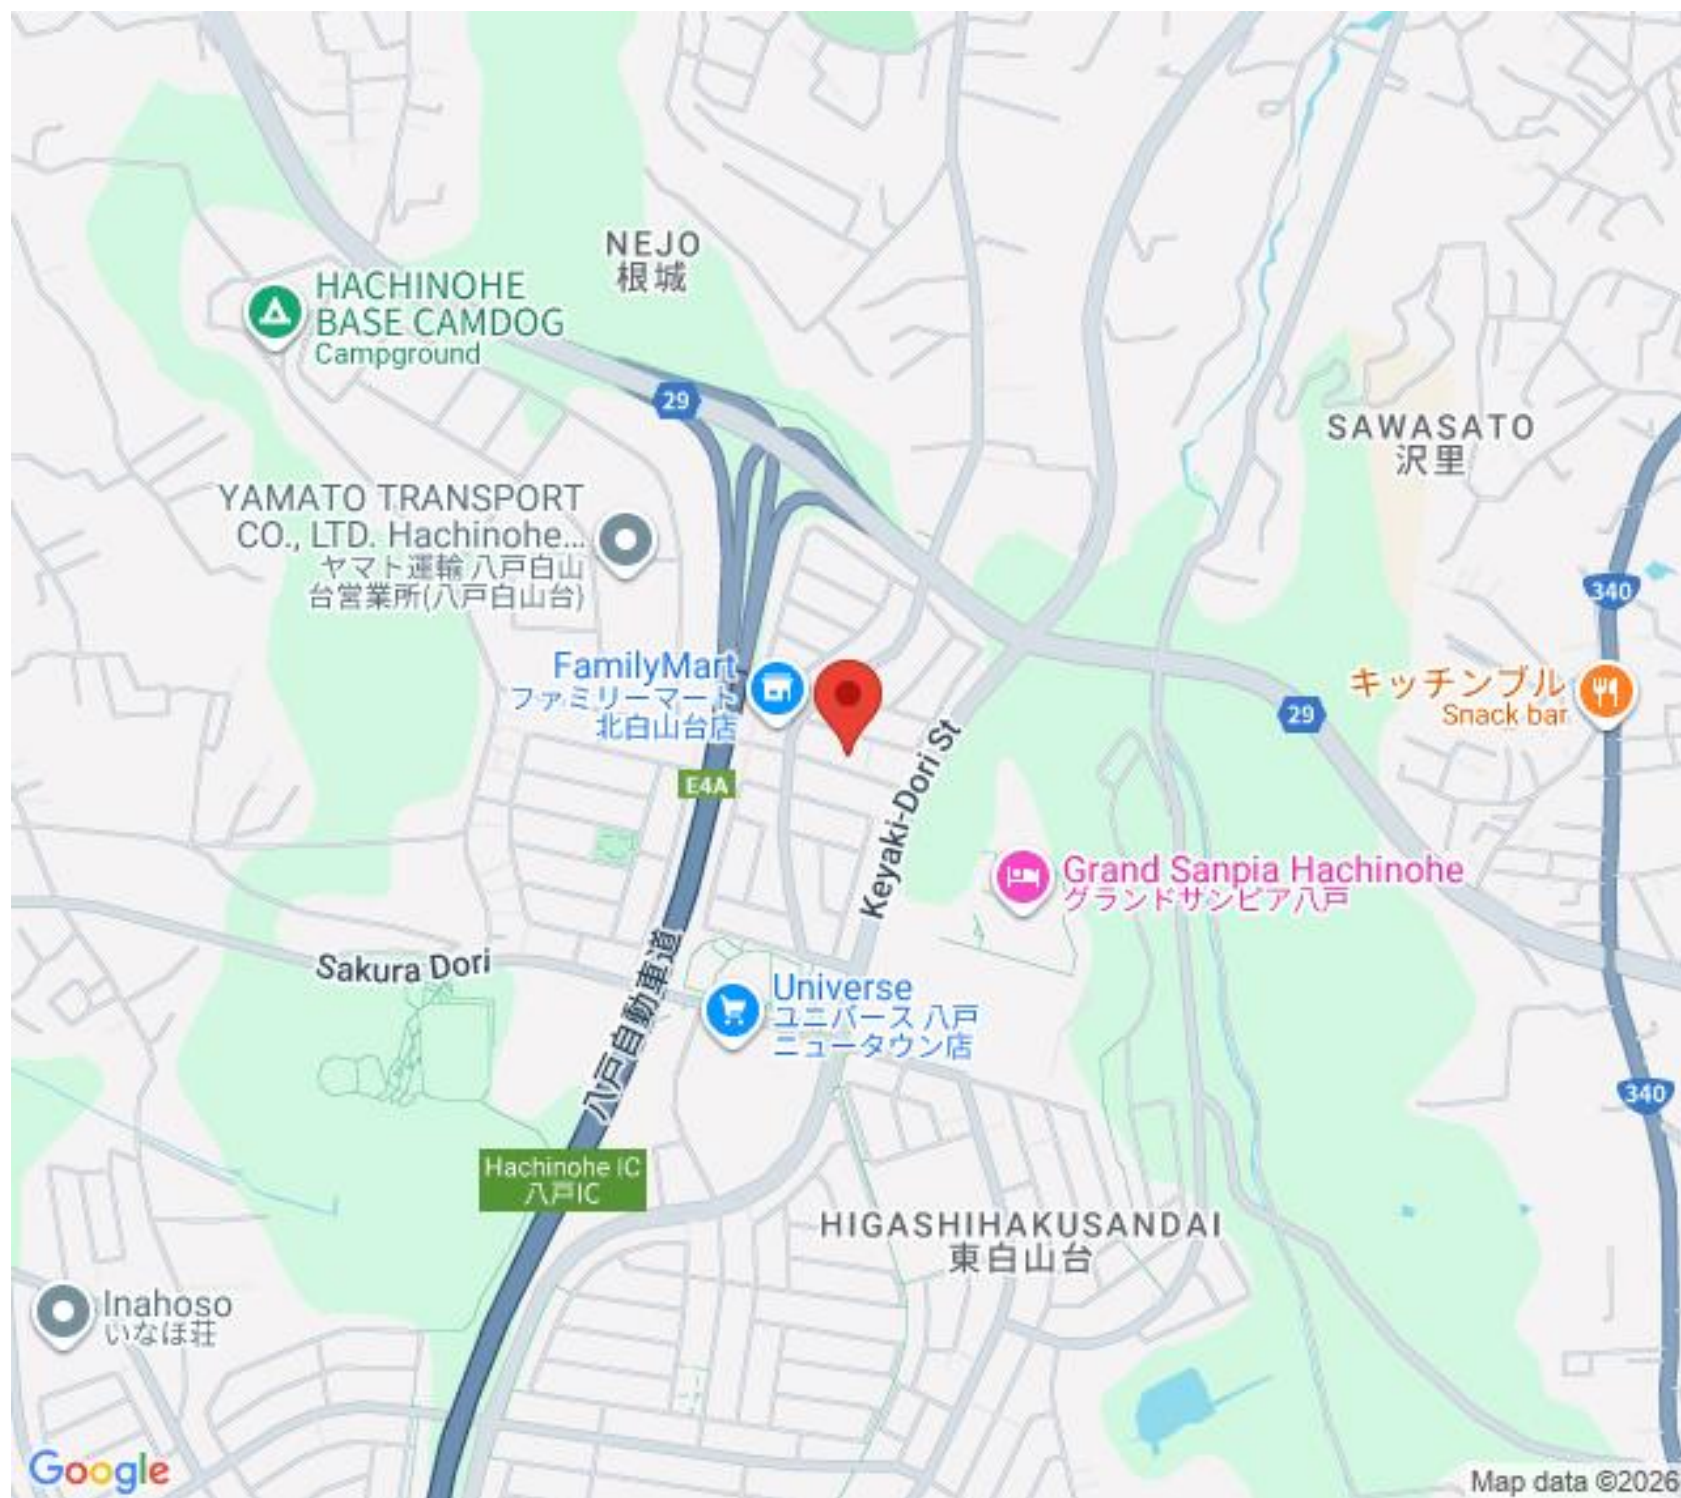 NEJO
根城
HACHINOHE
BASE CAMDOG
Campground
29
SAWASATO
沢里
YAMATO TRANSPORT
CO., LTD. Hachinohe...
ヤマト運輸 八戸白山
台営業所(八戸白山台)
340
FamilyMart
ファミリーマート
北白山台店
キッチンブル
Snack bar
29
E4A
Keyaki-Dori St
Grand Sanpia Hachinohe
グランドサンピア八戸
Sakura Dori
八戸自動車道
Universe
ユニバース 八戸
ニュータウン店
340
Hachinohe IC
八戸IC
HIGASHIHAKUSANDAI
東白山台
Inahoso
いなほ荘
Google
Map data ©2026